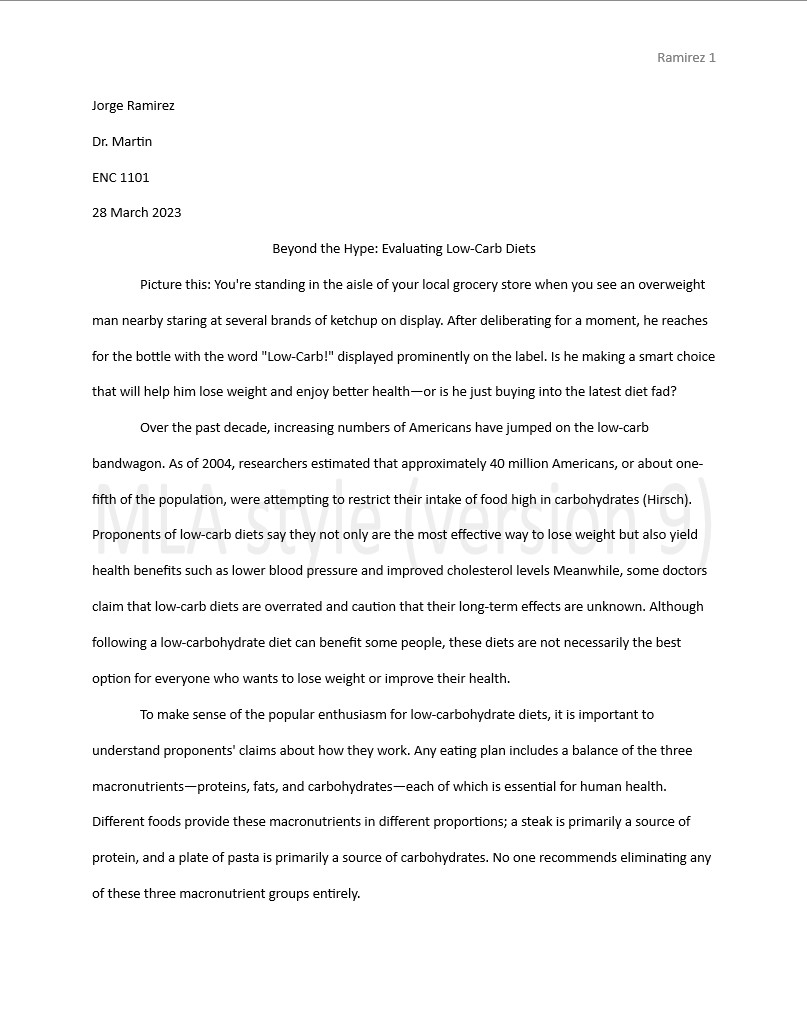 Ramirez 1
Jorge Ramirez
Dr. Martin
ENC 1101
28 March 2023
Beyond the Hype: Evaluating Low-Carb Diets
Picture this: You're standing in the aisle of your local grocery store when you see an overweight
man nearby staring at several brands of ketchup on display. After deliberating for a moment, he reaches
for the bottle with the word "Low-Carb!" displayed prominently on the label. Is he making a smart choice
that will help him lose weight and enjoy better health—or is he just buying into the latest diet fad?
Over the past decade, increasing numbers of Americans have jumped on the low-carb
bandwagon. As of 2004, researchers estimated that approximately 40 million Americans, or about one-
fifth of the population, were attempting to restrict their intake of food high in carbohydrates (Hirsch).
MLA style (version 9)
Proponents of low-carb diets say they not only are the most effective way to lose weight but also yield
health benefits such as lower blood pressure and improved cholesterol levels Meanwhile, some doctors
claim that low-carb diets are overrated and caution that their long-term effects are unknown. Although
following a low-carbohydrate diet can benefit some people, these diets are not necessarily the best
option for everyone who wants to lose weight or improve their health.
To make sense of the popular enthusiasm for low-carbohydrate diets, it is important to
understand proponents' claims about how they work. Any eating plan includes a balance of the three
macronutrients—proteins, fats, and carbohydrates—each of which is essential for human health.
Different foods provide these macronutrients in different proportions; a steak is primarily a source of
protein, and a plate of pasta is primarily a source of carbohydrates. No one recommends eliminating any
of these three macronutrient groups entirely.